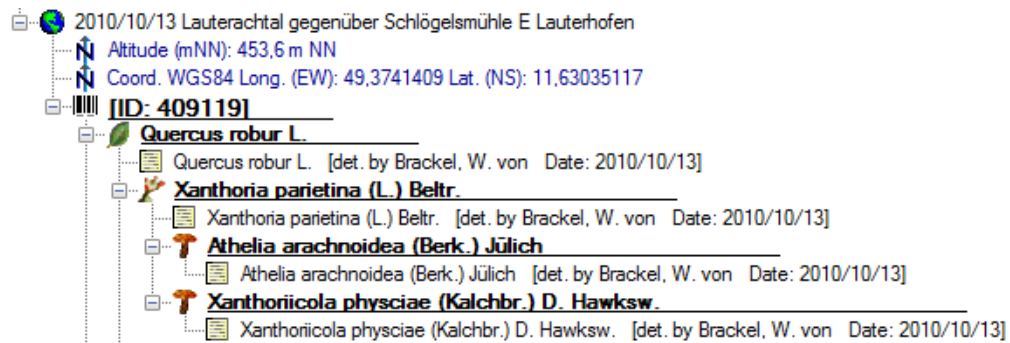 2010/10/13 Lauterachtal gegenüber Schlögelsmühle E Lauterhofen
Altitude (mNN): 453,6 m NN
Coord. WGS84 Long. (EW): 49,3741409 Lat. (NS): 11,63035117
[ID: 409119]
Quercus robur L.
Quercus robur L. [det. by Brackel, W. von Date: 2010/10/13]
Xanthoria parietina (L.) Beltr.
Xanthoria parietina (L.) Beltr. [det. by Brackel, W. von Date: 2010/10/13]
Athelia arachnoidea (Berk.) Jülich
Athelia arachnoidea (Berk.) Jülich [det. by Brackel, W. von Date: 2010/10/13]
Xanthoriicola physciae (Kalchbr.) D. Hawksw.
Xanthoriicola physciae (Kalchbr.) D. Hawksw. [det. by Brackel, W. von Date: 2010/10/13]